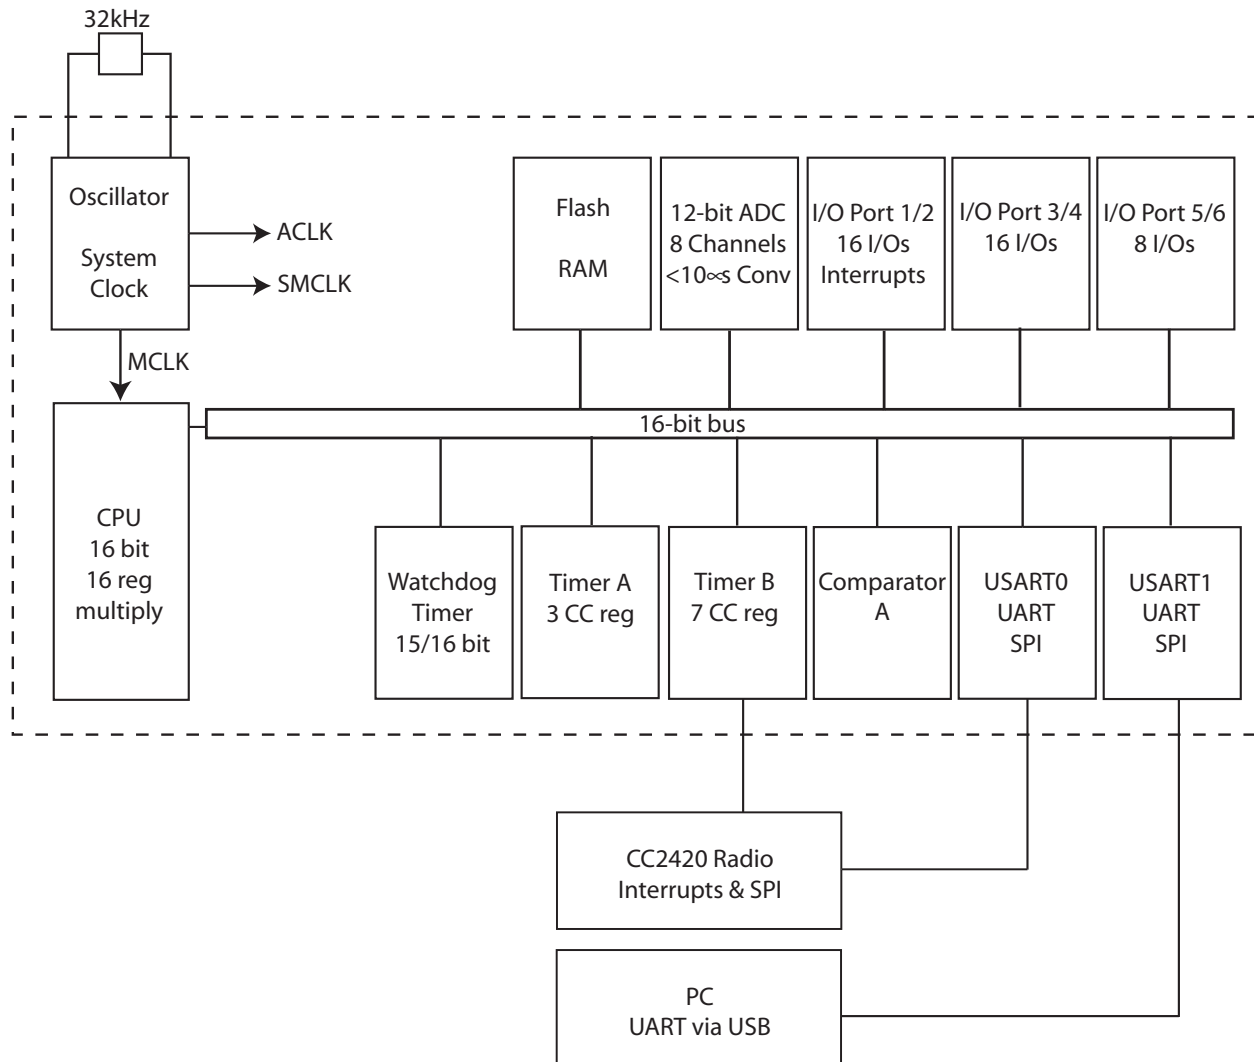 32kHz
Oscillator
System
Clock
ACLK
SMCLK
MCLK
Flash
RAM
12-bit ADC
8 Channels
<10∝s Conv
I/O Port 1/2
16 I/Os
Interrupts
I/O Port 3/4
16 I/Os
I/O Port 5/6
8 I/Os
16-bit bus
CPU
16 bit
16 reg
multiply
Watchdog
Timer
15/16 bit
Timer A
3 CC reg
Timer B
7 CC reg
Comparator
A
USART0
UART
SPI
USART1
UART
SPI
CC2420 Radio
Interrupts & SPI
PC
UART via USB